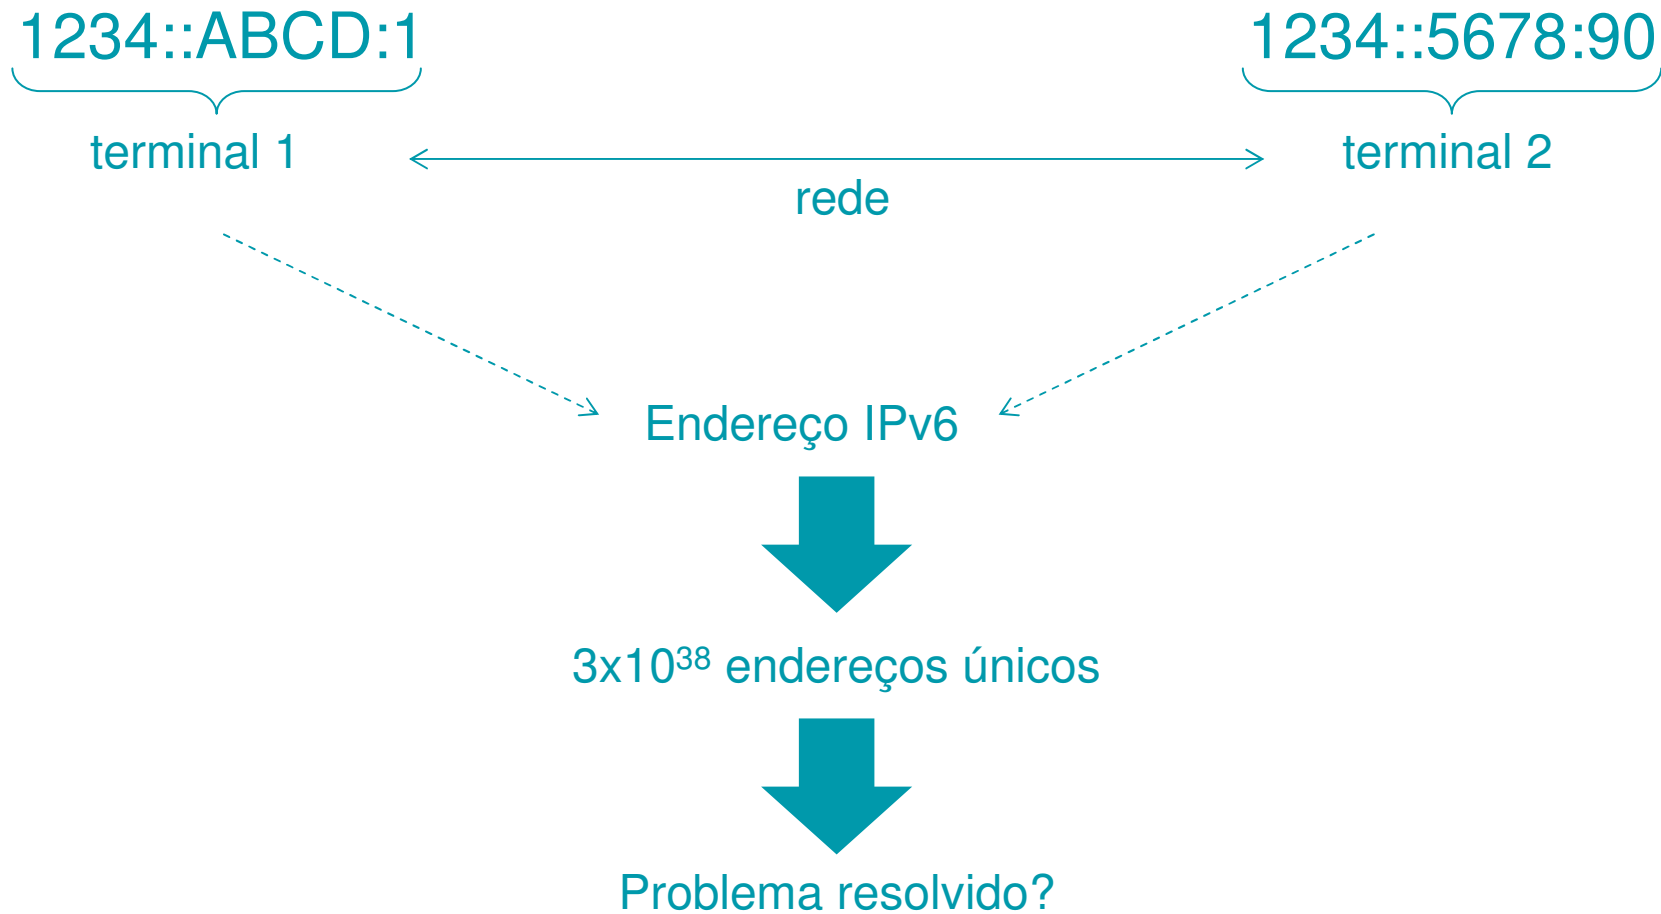 1234::ABCD:1
1234::5678:90
terminal 1
terminal 2
rede
Endereço IPv6
3x10³⁸ endereços únicos
Problema resolvido?